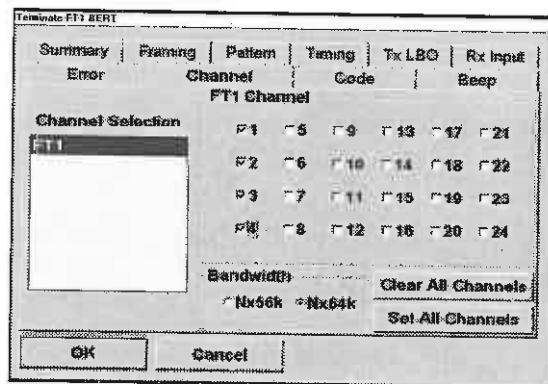 Terminate FT1 BERT
Summary Framing Pattern Timing Tx LBO Rx Input
Error Channel Code Beep
FT1 Channel
Channel Selection
FT1
1 5 9 13 17 21
2 6 10 14 18 22
3 7 11 15 19 23
4 8 12 16 20 24
Bandwidth
Nx56k Nx64k
Clear All Channels
Set All Channels
OK Cancel